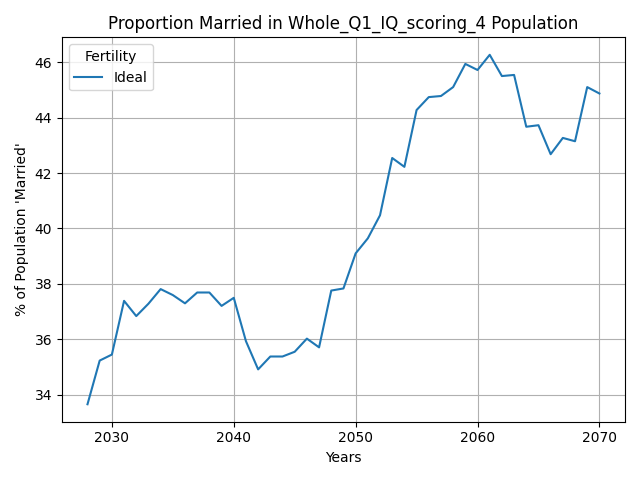 Proportion Married in Whole_Q1_IQ_scoring_4 Population
Fertility
Ideal
% of Population 'Married'
46
44
42
40
38
36
34
2030
2040
2050
2060
2070
Years